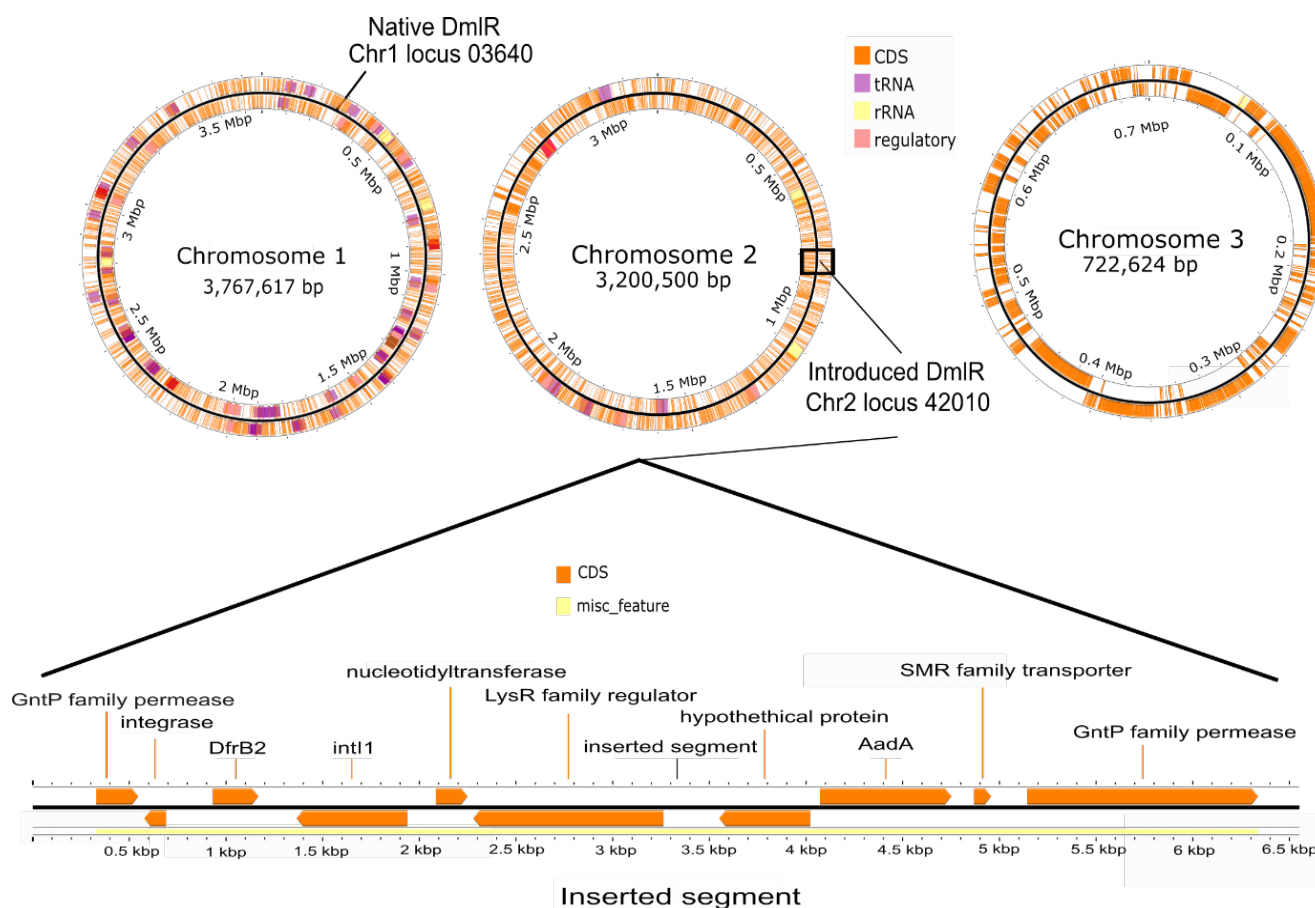 Native DmlR
Chr1 locus 03640
CDS
tRNA
rRNA
regulatory
3.5 Mbp
0.5 Mbp
3 Mbp
1 Mbp
2.5 Mbp
1.5 Mbp
2 Mbp
Chromosome 1
3,767,617 bp
3 Mbp
0.5 Mbp
2.5 Mbp
1 Mbp
2 Mbp
1.5 Mbp
Chromosome 2
3,200,500 bp
0.7 Mbp
0.1 Mbp
0.6 Mbp
0.2 Mbp
0.5 Mbp
0.3 Mbp
0.4 Mbp
Chromosome 3
722,624 bp
Introduced DmlR
Chr2 locus 42010
CDS
misc_feature
nucleotidyltransferase
SMR family transporter
GntP family permease
LysR family regulator
integrase
hypothethical protein
GntP family permease
DfrB2
intI1
inserted segment
AadA
0.5 kbp
1 kbp
1.5 kbp
2 kbp
2.5 kbp
3 kbp
3.5 kbp
4 kbp
4.5 kbp
5 kbp
5.5 kbp
6 kbp
6.5 kbp
Inserted segment